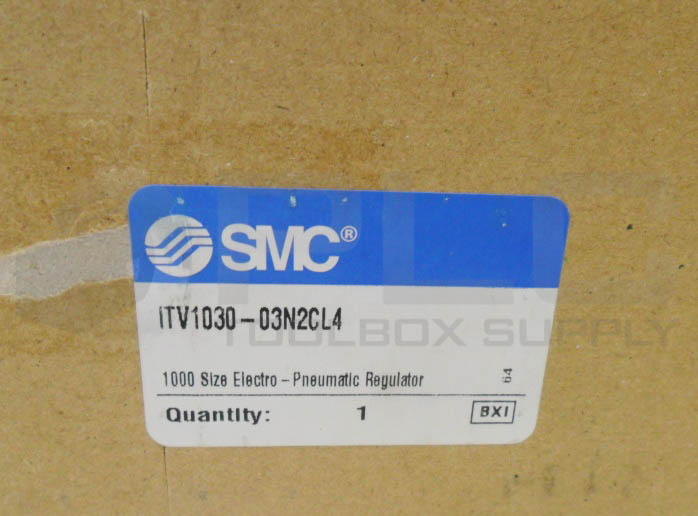 SMC®
ITV1030-03N2CL4
1000 Size Electro-Pneumatic Regulator
64
Quantity: 1
BXI
TOOLBOX SUPPLY